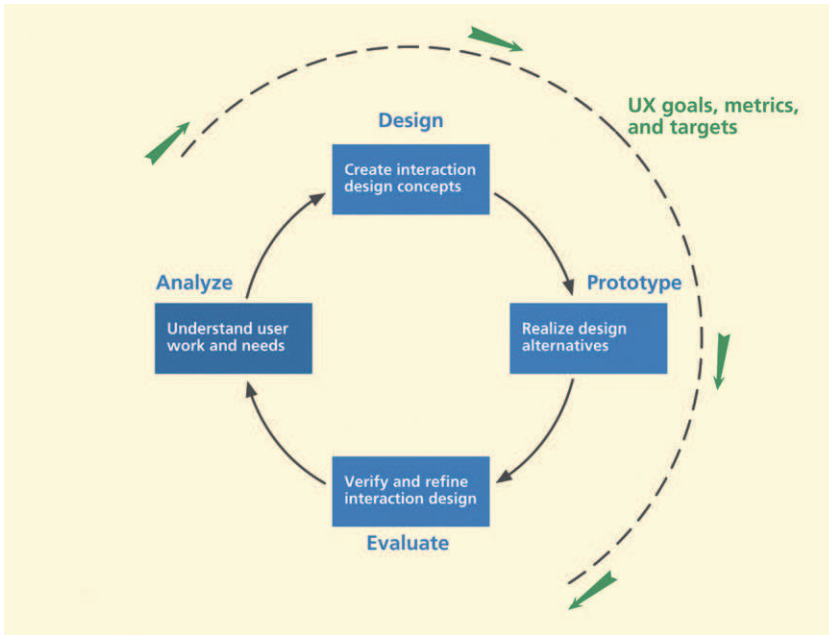 UX goals, metrics,
and targets
Design
Create interaction
design concepts
Analyze
Understand user
work and needs
Prototype
Realize design
alternatives
Verify and refine
interaction design
Evaluate